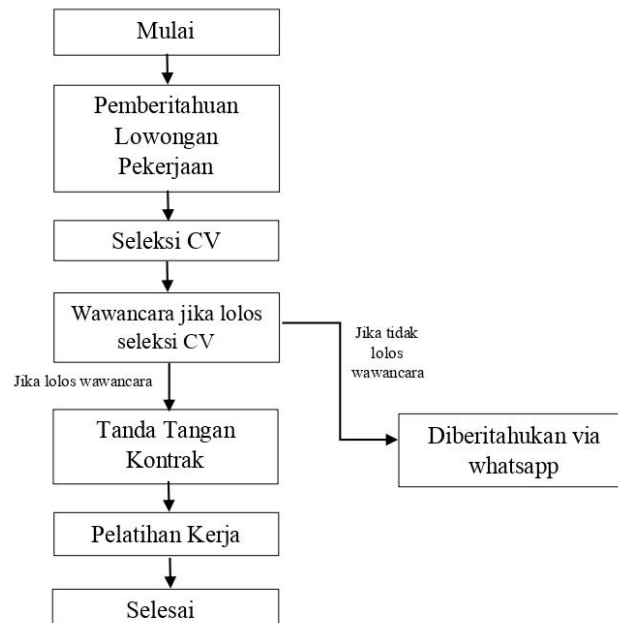 Mulai
Pemberitahuan
Lowongan
Pekerjaan
Seleksi CV
Wawancara jika lolos
seleksi CV
Jika tidak
lolos
wawancara
Jika lolos wawancara
Tanda Tangan
Kontrak
Diberitahukan via
whatsapp
Pelatihan Kerja
Selesai